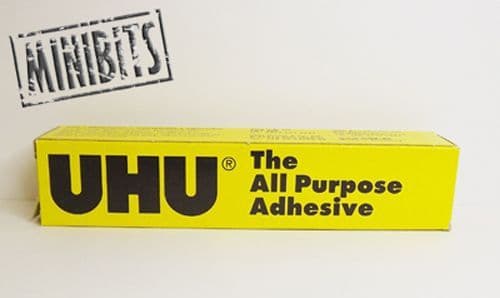 MINIBITS
UHU®
The
All Purpose
Adhesive